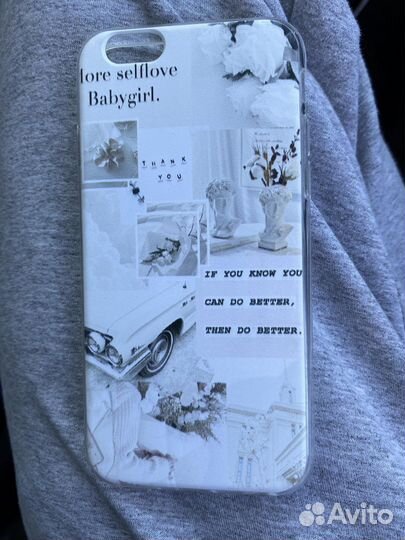 lore selflove
Babygirl.
THANK
YOU
IF YOU KNOW YOU
CAN DO BETTER,
THEN DO BETTER.
Avito